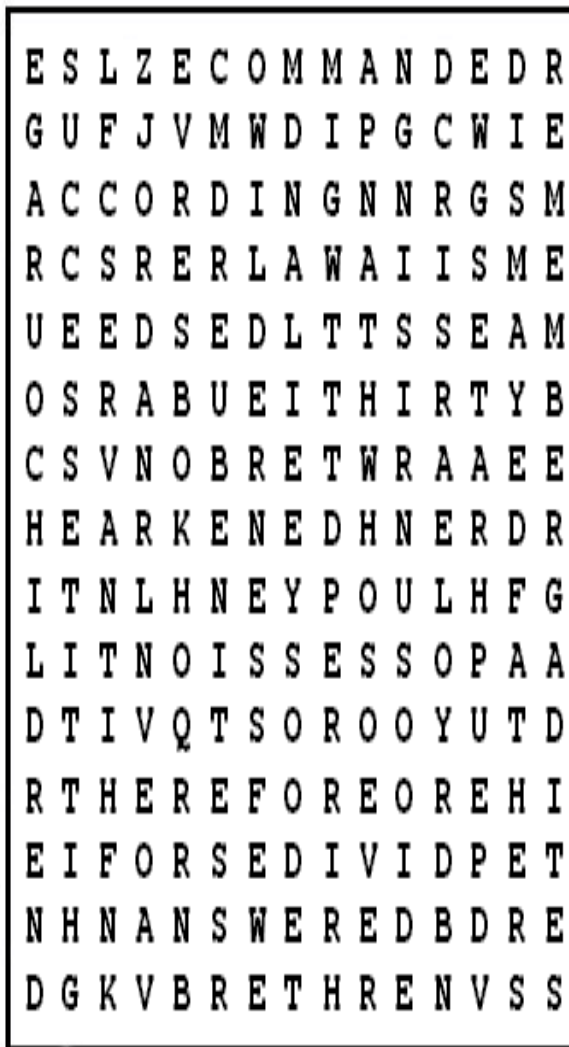 E S L Z E C O M M A N D E D R
G U F J V M W D I P G C W I E
A C C O R D I N G N N R G S M
R C S R E R L A W A I I S M E
U E E D S E D L T T S S E A M
O S R A B U E I T H I R T Y B
C S V N O B R E T W R A A E E
H E A R K E N E D H N E R D R
I T N L H N E Y P O U L H F G
L I T N O I S S E S S O P A A
D T I V Q T S O R O O Y U T D
R T H E R E F O R E O R E H I
E I F O R S E D I V I D P E T
N H N A N S W E R E D B D R E
D G K V B R E T H R E N V S S